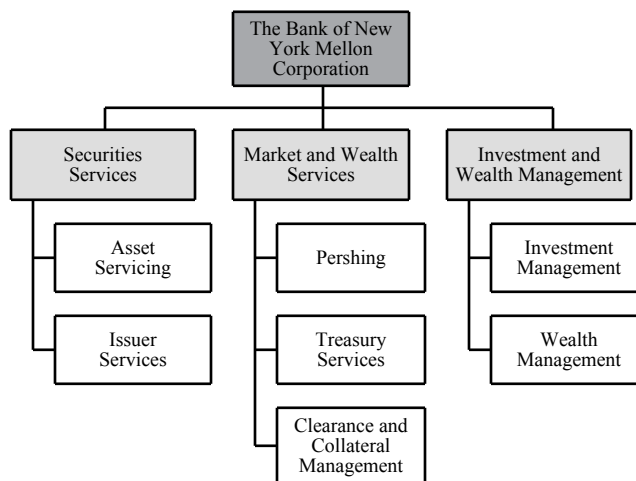 The Bank of New
York Mellon
Corporation
Securities
Services
Market and Wealth
Services
Investment and
Wealth Management
Asset
Servicing
Pershing
Investment
Management
Issuer
Services
Treasury
Services
Wealth
Management
Clearance and
Collateral
Management